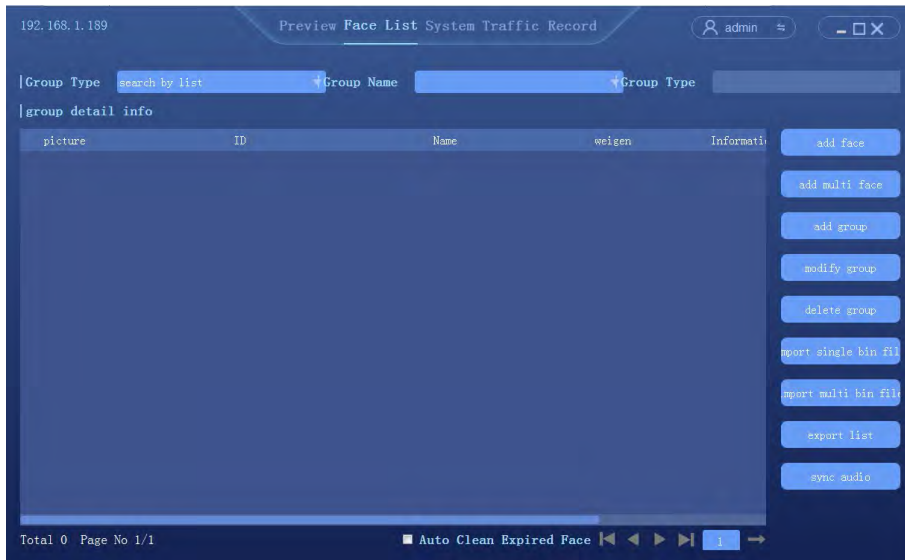 192.168.1.189 Preview Face List System Traffic Record admin
Group Type search by list Group Name Group Type
group detail info
picture ID Name weigen Informati
add face
add multi face
add group
modify group
delete group
mport single bin fil
mport multi bin file
export list
sync audio
Total 0 Page No 1/1 Auto Clean Expired Face 1